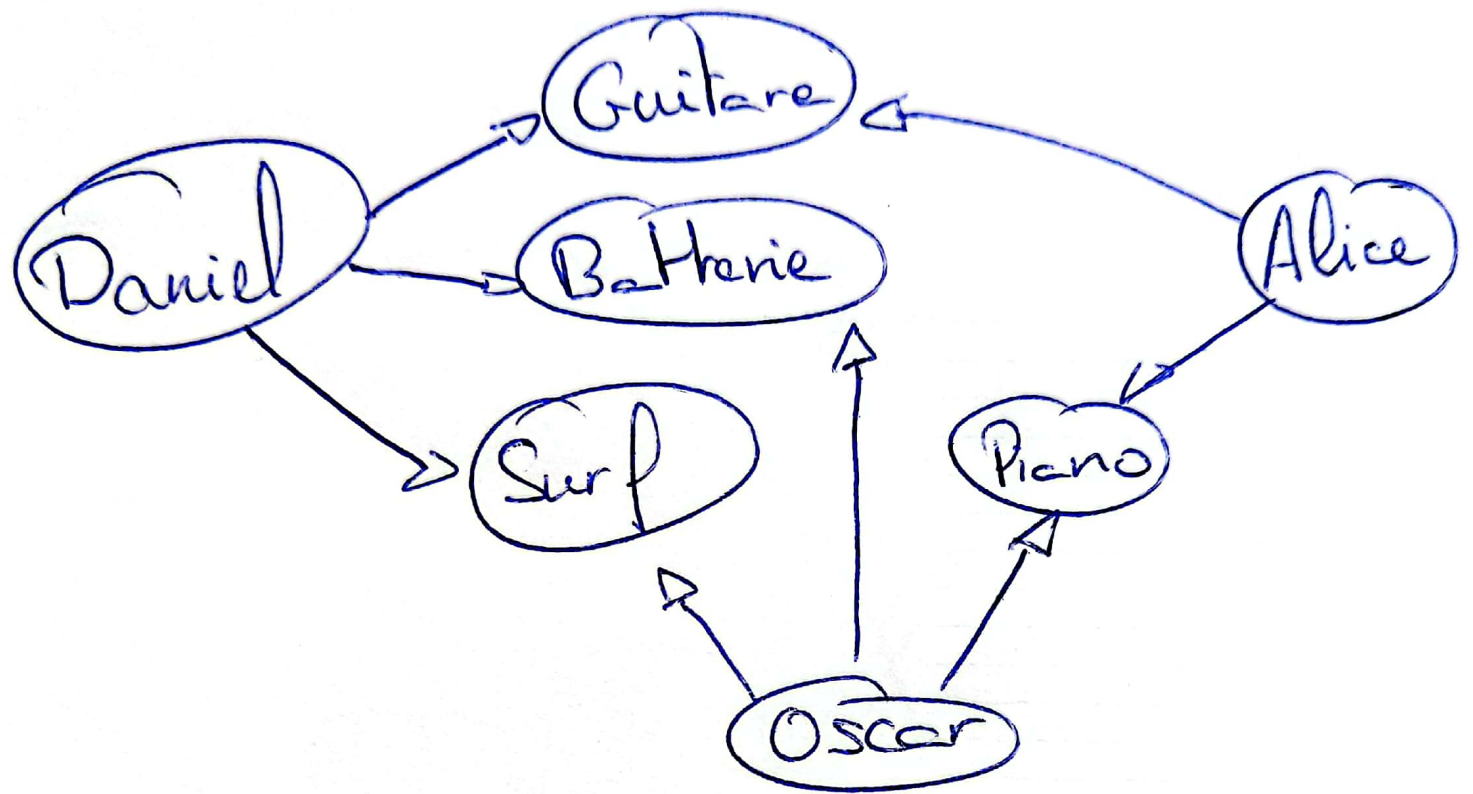 Guitare
Daniel
Batterie
Alice
Surf
Piano
Oscar